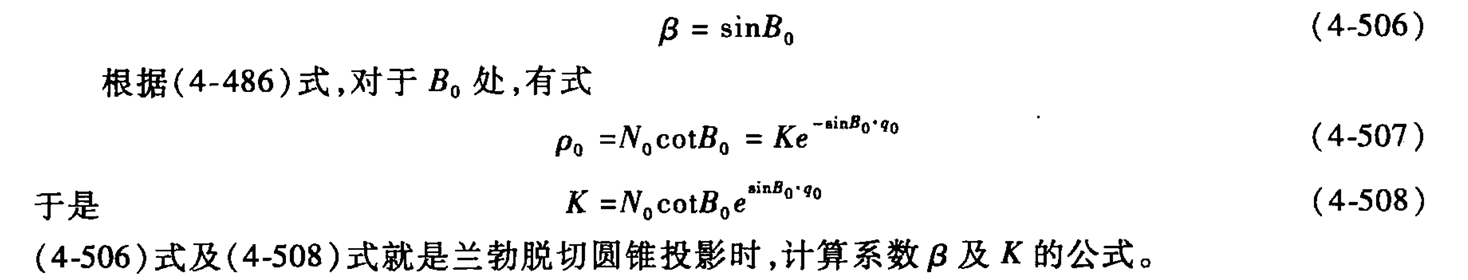 β = sinB₀ (4-506)
根据(4-486)式,对于 B₀ 处,有式
ρ₀ =N₀cotB₀ = Ke^{-sinB₀·q₀} (4-507)
于是 K =N₀cotB₀e^{sinB₀·q₀} (4-508)
(4-506)式及(4-508)式就是兰勃脱切圆锥投影时,计算系数β及 K 的公式。